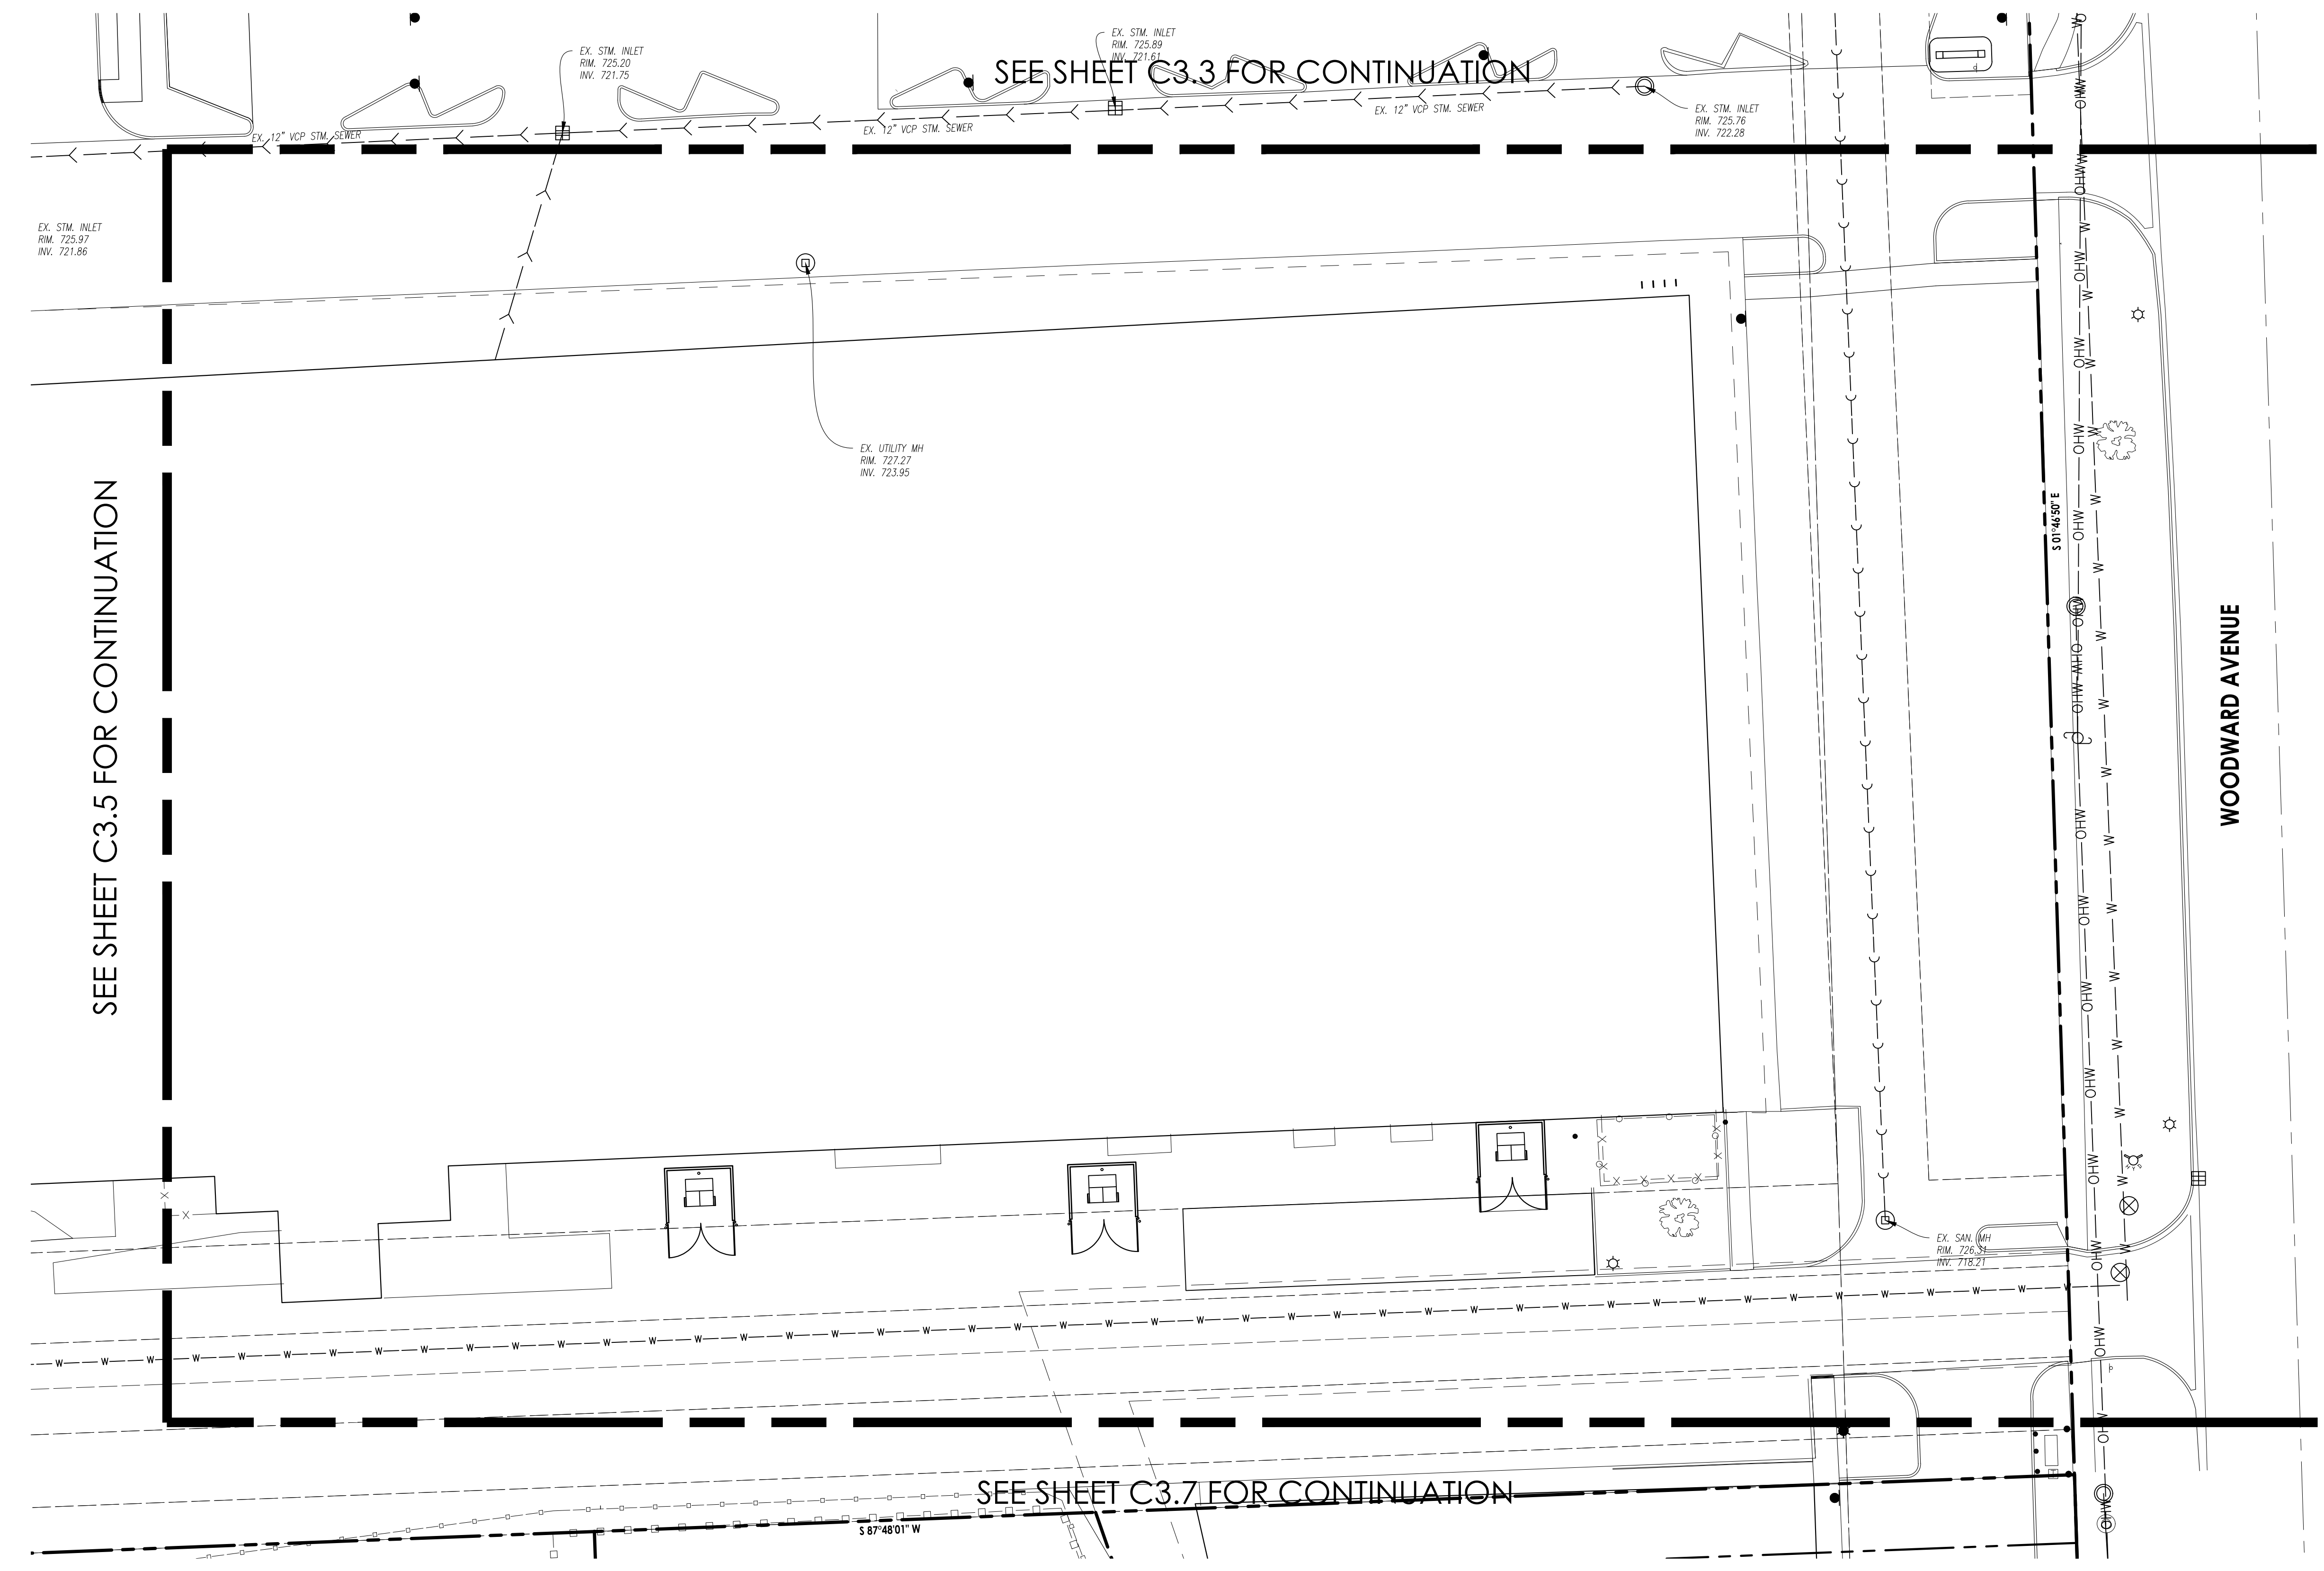 EX. STM. INLET
RIM. 725.20
INV. 721.75
EX. STM. INLET
RIM. 725.89
INV. 721.61
SEE SHEET C3.3 FOR CONTINUATION
EX. STM. INLET
RIM. 725.76
INV. 722.28
EX. 12" VCP STM. SEWER
EX. 12" VCP STM. SEWER
EX. 12" VCP STM. SEWER
EX. STM. INLET
RIM. 725.97
INV. 721.86
EX. UTILITY MH
RIM. 727.27
INV. 723.95
SEE SHEET C3.5 FOR CONTINUATION
S 01°46'50" E
WOODWARD AVENUE
EX. SAN. MH
RIM. 726.31
INV. 718.21
SEE SHEET C3.7 FOR CONTINUATION
S 87°48'01" W